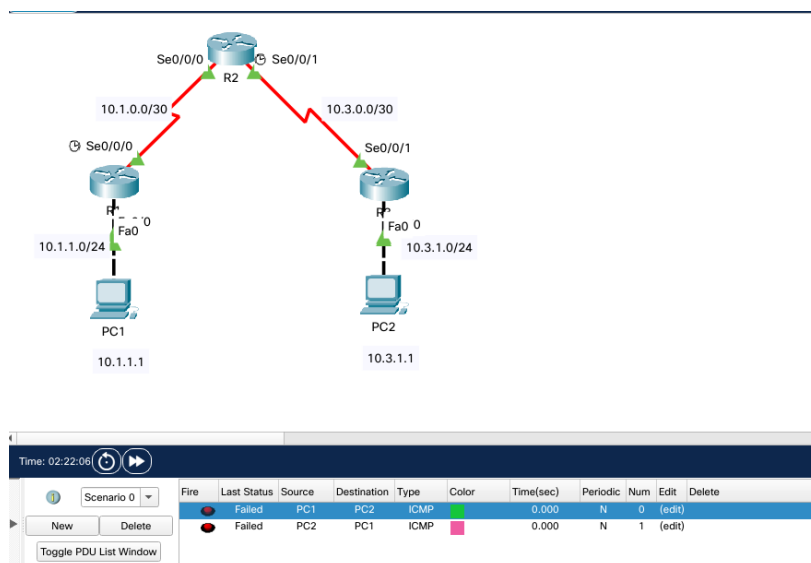 Se0/0/0
Se0/0/1
R2
10.1.0.0/30
10.3.0.0/30
Se0/0/0
Se0/0/1
Fa0
Fa0
10.1.1.0/24
10.3.1.0/24
PC1
PC2
10.1.1.1
10.3.1.1
Time: 02:22:06
Scenario 0
New Delete
Toggle PDU List Window
Fire Last Status Source Destination Type Color Time(sec) Periodic Num Edit Delete
Failed PC1 PC2 ICMP 0.000 N 0 (edit)
Failed PC2 PC1 ICMP 0.000 N 1 (edit)